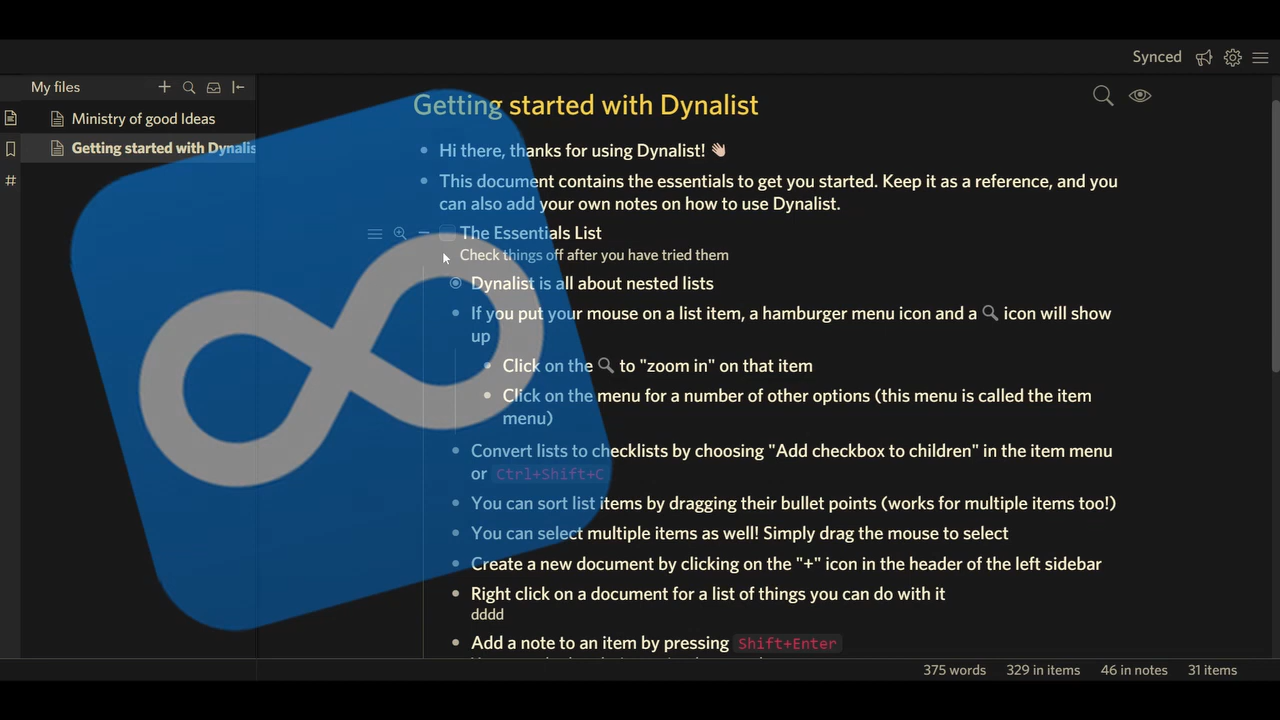 Synced
My files
Ministry of good Ideas
Getting started with Dynalis
Getting started with Dynalist
Hi there, thanks for using Dynalist! 👋🏻
This document contains the essentials to get you started. Keep it as a reference, and you
can also add your own notes on how to use Dynalist.
The Essentials List
Check things off after you have tried them
Dynalist is all about nested lists
If you put your mouse on a list item, a hamburger menu icon and a 🔍 icon will show
up
Click on the 🔍 to "zoom in" on that item
Click on the menu for a number of other options (this menu is called the item
menu)
Convert lists to checklists by choosing "Add checkbox to children" in the item menu
or Ctrl+Shift+C
You can sort list items by dragging their bullet points (works for multiple items too!)
You can select multiple items as well! Simply drag the mouse to select
Create a new document by clicking on the "+" icon in the header of the left sidebar
Right click on a document for a list of things you can do with it
dddd
Add a note to an item by pressing Shift+Enter
375 words 329 in items 46 in notes 31 items